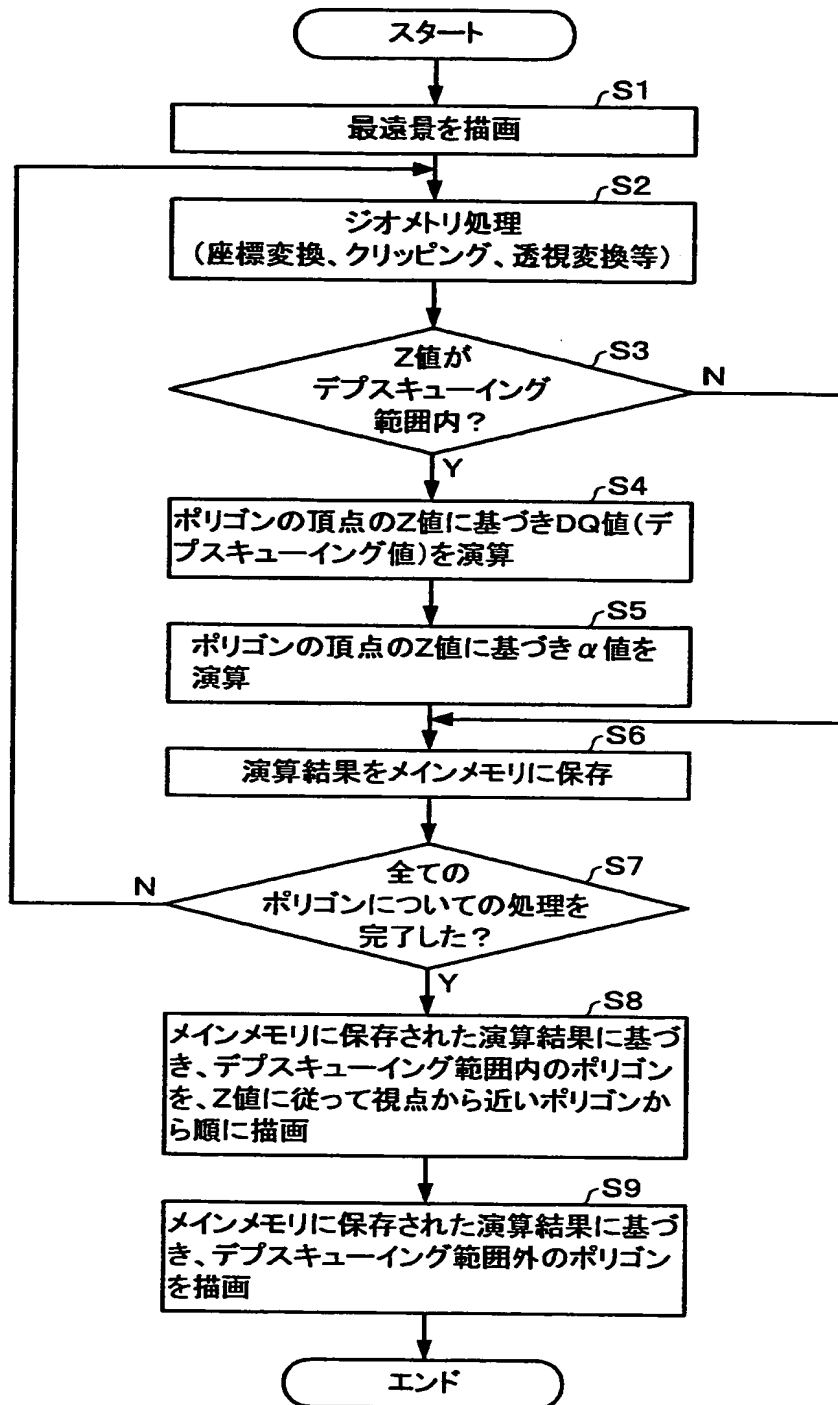 スタート
S1
最遠景を描画
S2
ジオメトリ処理
(座標変換、クリッピング、透視変換等)
S3
Z値が
デプスキューイング
範囲内?
N
Y
S4
ポリゴンの頂点のZ値に基づきDQ値(デ
プスキューイング値)を演算
S5
ポリゴンの頂点のZ値に基づきα値を
演算
S6
演算結果をメインメモリに保存
S7
全ての
ポリゴンについての処理を
完了した?
N
Y
S8
メインメモリに保存された演算結果に基づ
き、デプスキューイング範囲内のポリゴン
を、Z値に従って視点から近いポリゴンか
ら順に描画
S9
メインメモリに保存された演算結果に基づ
き、デプスキューイング範囲外のポリゴン
を描画
エンド